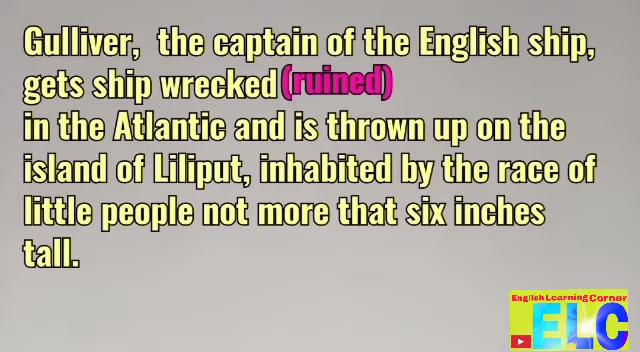 Gulliver, the captain of the English ship,
gets ship wrecked (ruined)
in the Atlantic and is thrown up on the
island of Liliput, inhabited by the race of
little people not more that six inches
tall.
English Learning Corner
ELC